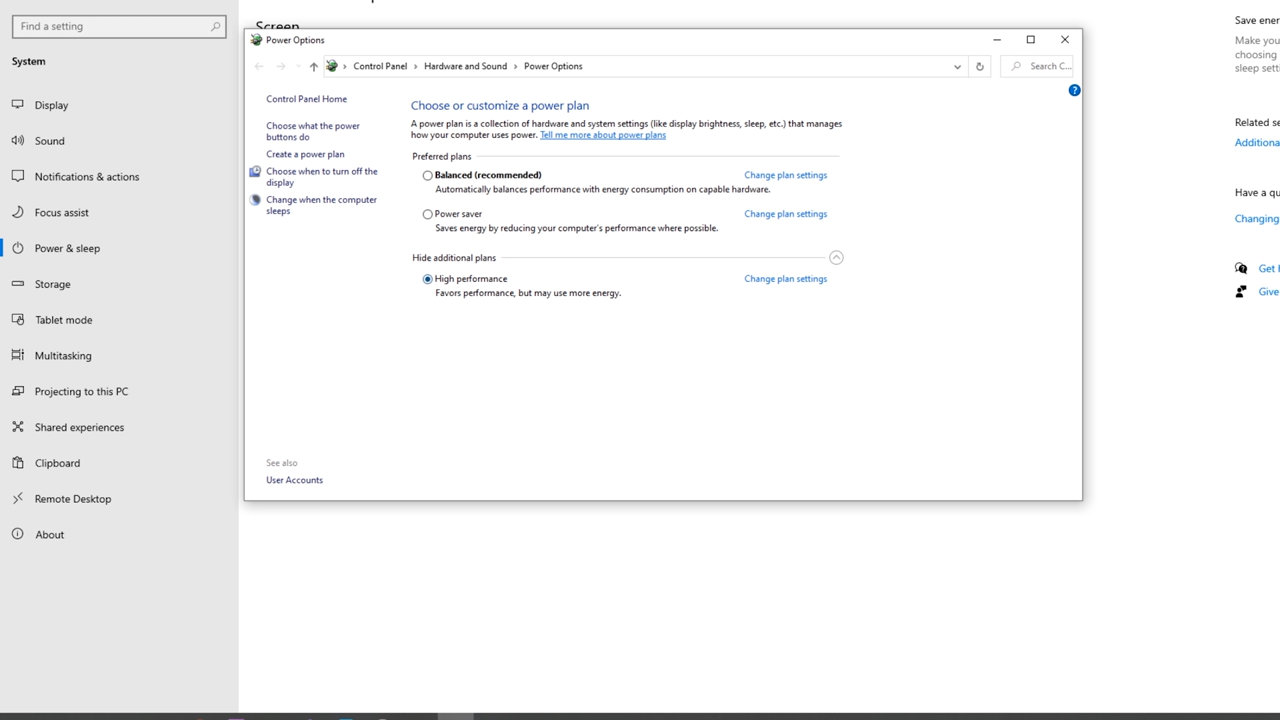 Find a setting
System
Display
Sound
Notifications & actions
Focus assist
Power & sleep
Storage
Tablet mode
Multitasking
Projecting to this PC
Shared experiences
Clipboard
Remote Desktop
About
Screen
Power Options
Control Panel > Hardware and Sound > Power Options
Search C...
Control Panel Home
Choose what the power
buttons do
Create a power plan
Choose when to turn off the
display
Change when the computer
sleeps
See also
User Accounts
Choose or customize a power plan
A power plan is a collection of hardware and system settings (like display brightness, sleep, etc.) that manages
how your computer uses power. Tell me more about power plans
Preferred plans
Balanced (recommended) Change plan settings
Automatically balances performance with energy consumption on capable hardware.
Power saver Change plan settings
Saves energy by reducing your computer's performance where possible.
Hide additional plans
High performance Change plan settings
Favors performance, but may use more energy.
Save ener
Make you
choosing
sleep sett
Related se
Additiona
Have a qu
Changing
Get
Give